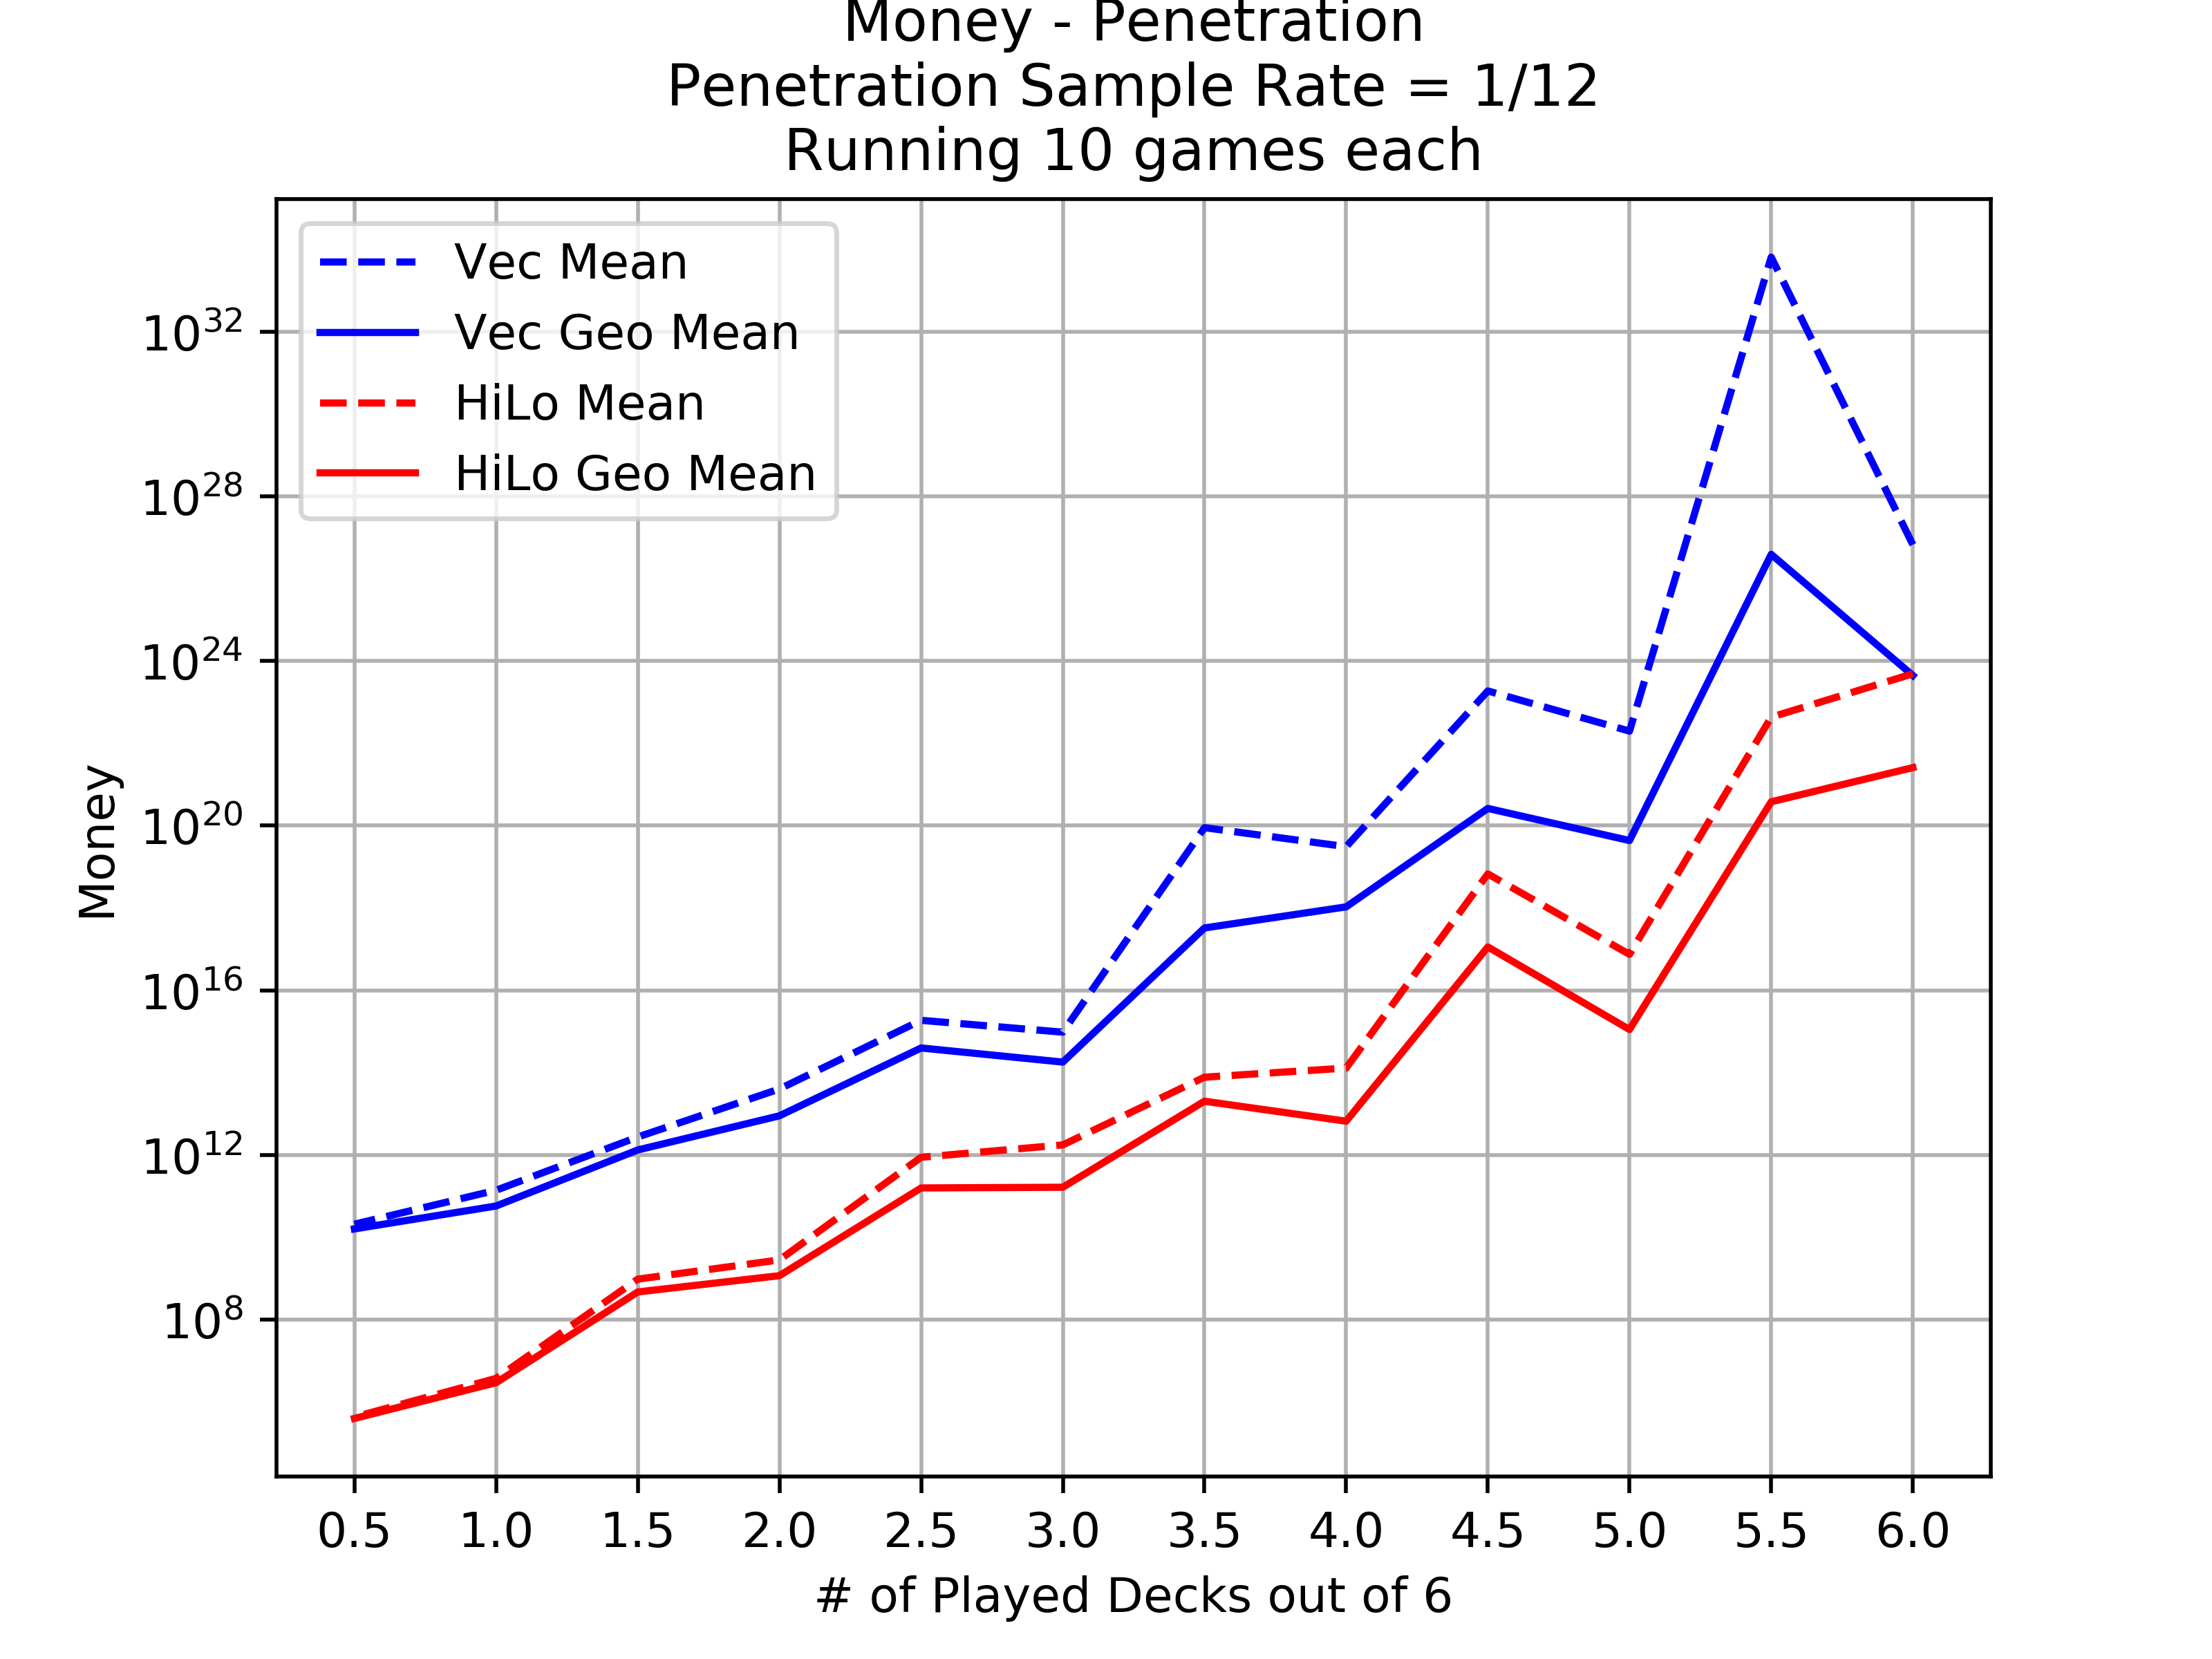 Money - Penetration
Penetration Sample Rate = 1/12
Running 10 games each
Vec Mean
Vec Geo Mean
HiLo Mean
HiLo Geo Mean
10^32
10^28
10^24
10^20
10^16
10^12
10^8
Money
0.5 1.0 1.5 2.0 2.5 3.0 3.5 4.0 4.5 5.0 5.5 6.0
# of Played Decks out of 6